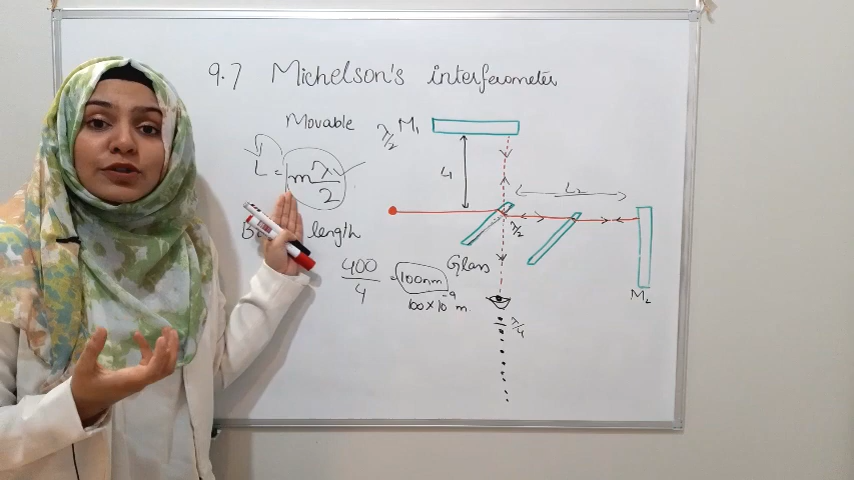 9.7 Michelson's interferometer
Movable
λ/2 M₁
L = mλ/2
L₁
L₂
λ/2
length
Glass
400/4 = 100nm
100×10⁻⁹ m.
M₂
λ/4